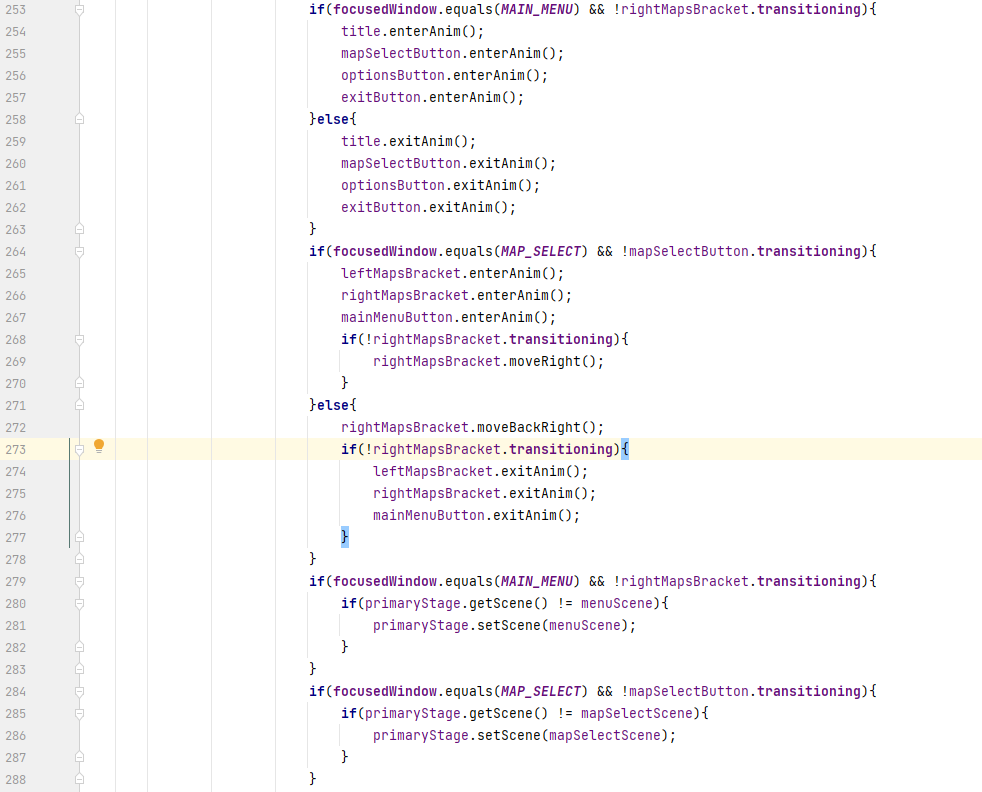 253 if(focusedWindow.equals(MAIN_MENU) && !rightMapsBracket.transitioning){
254 title.enterAnim();
255 mapSelectButton.enterAnim();
256 optionsButton.enterAnim();
257 exitButton.enterAnim();
258 }else{
259 title.exitAnim();
260 mapSelectButton.exitAnim();
261 optionsButton.exitAnim();
262 exitButton.exitAnim();
263 }
264 if(focusedWindow.equals(MAP_SELECT) && !mapSelectButton.transitioning){
265 leftMapsBracket.enterAnim();
266 rightMapsBracket.enterAnim();
267 mainMenuButton.enterAnim();
268 if(!rightMapsBracket.transitioning){
269 rightMapsBracket.moveRight();
270 }
271 }else{
272 rightMapsBracket.moveBackRight();
273 if(!rightMapsBracket.transitioning){
274 leftMapsBracket.exitAnim();
275 rightMapsBracket.exitAnim();
276 mainMenuButton.exitAnim();
277 }
278 }
279 if(focusedWindow.equals(MAIN_MENU) && !rightMapsBracket.transitioning){
280 if(primaryStage.getScene() != menuScene){
281 primaryStage.setScene(menuScene);
282 }
283 }
284 if(focusedWindow.equals(MAP_SELECT) && !mapSelectButton.transitioning){
285 if(primaryStage.getScene() != mapSelectScene){
286 primaryStage.setScene(mapSelectScene);
287 }
288 }